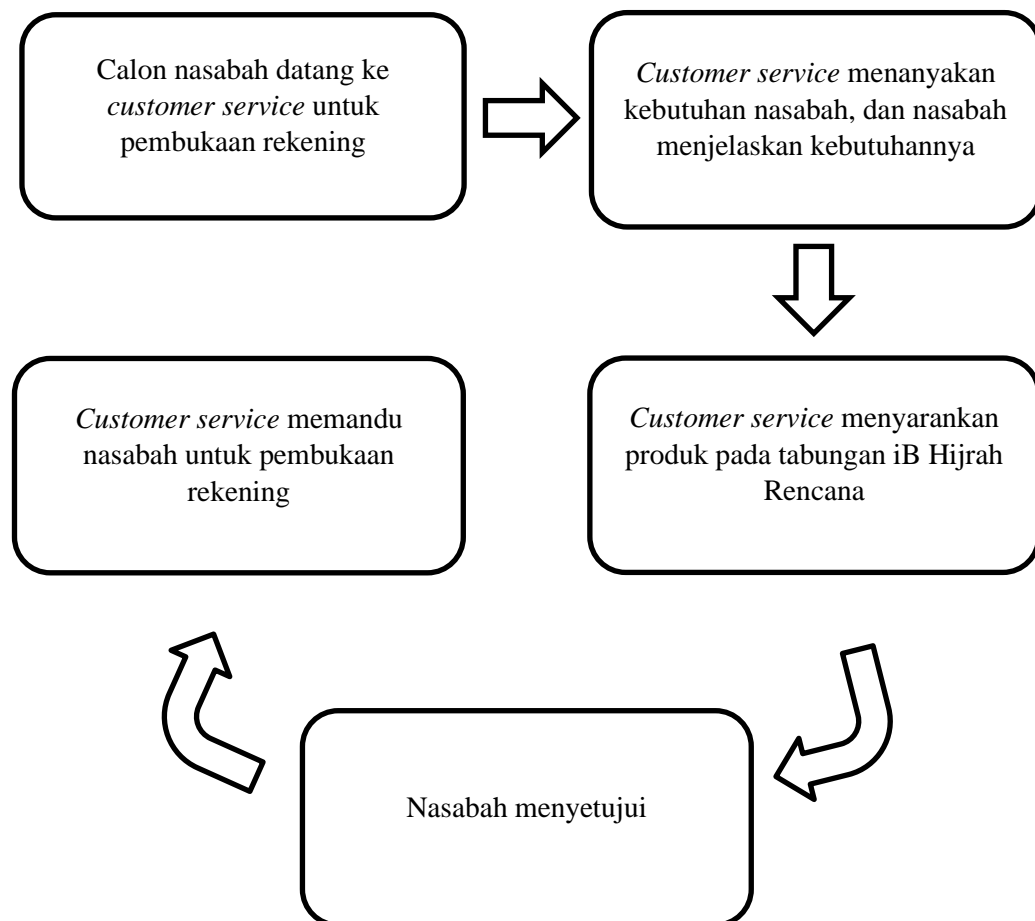 Calon nasabah datang ke
customer service untuk
pembukaan rekening
Customer service menanyakan
kebutuhan nasabah, dan nasabah
menjelaskan kebutuhannya
Customer service menyarankan
produk pada tabungan iB Hijrah
Rencana
Nasabah menyetujui
Customer service memandu
nasabah untuk pembukaan
rekening